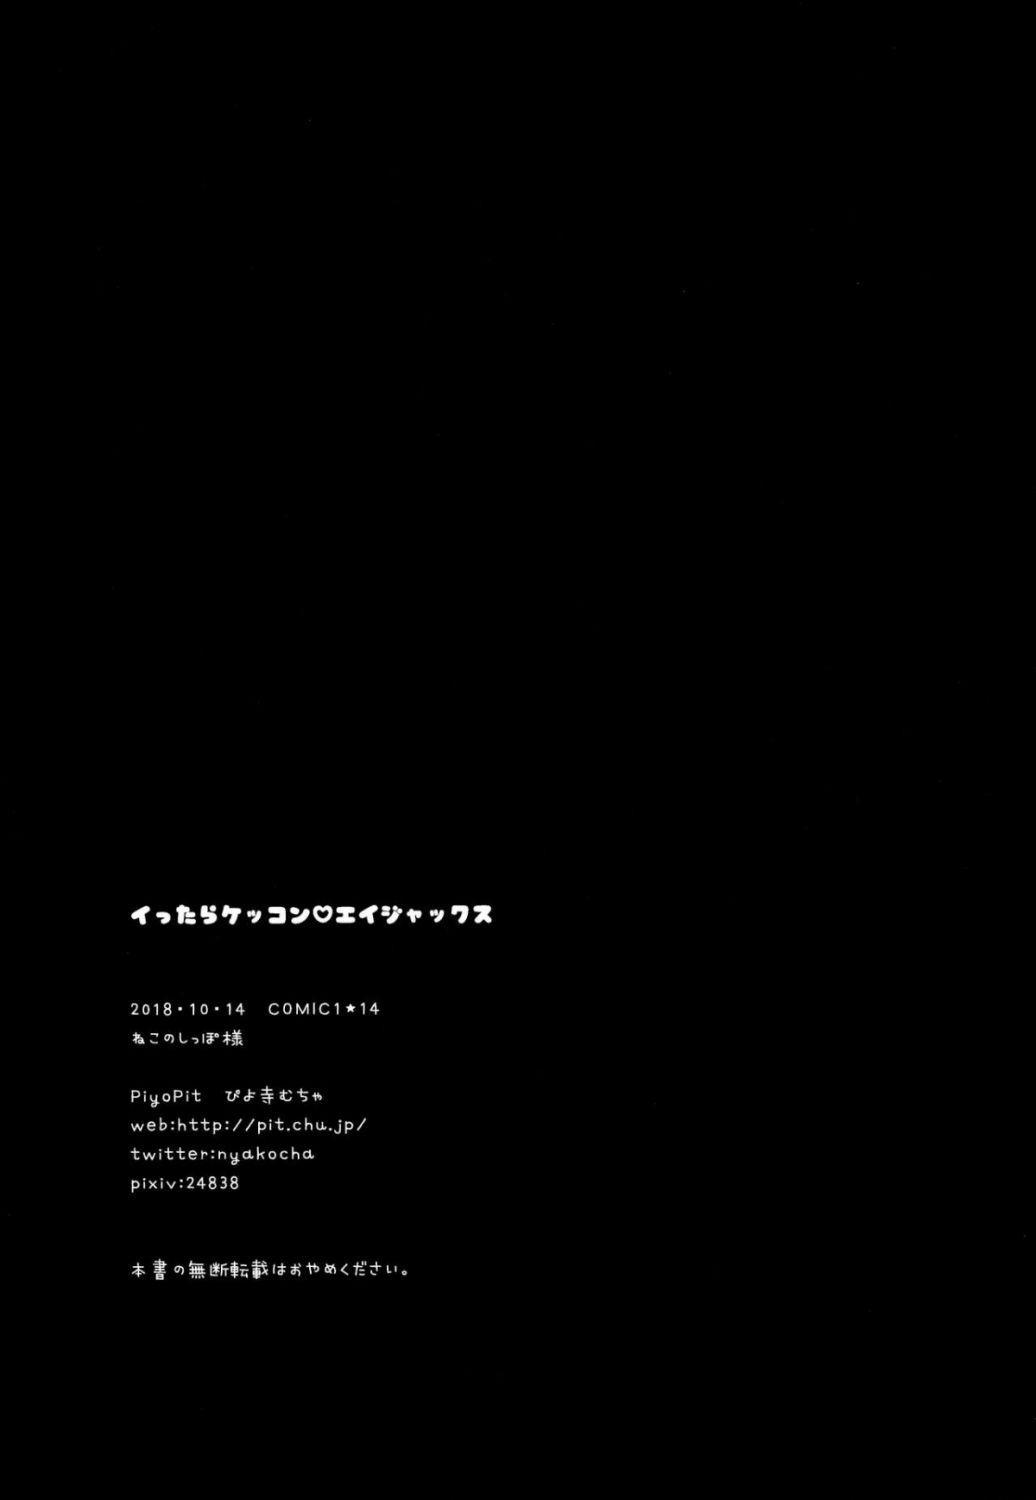 イったらケッコン♡エイジャックス
2018・10・14　COMIC1★14
ねこのしっぽ様
PiyoPit　ぴよ寺むちゃ
web:http://pit.chu.jp/
twitter:nyakocha
pixiv:24838
本書の無断転載はおやめください。